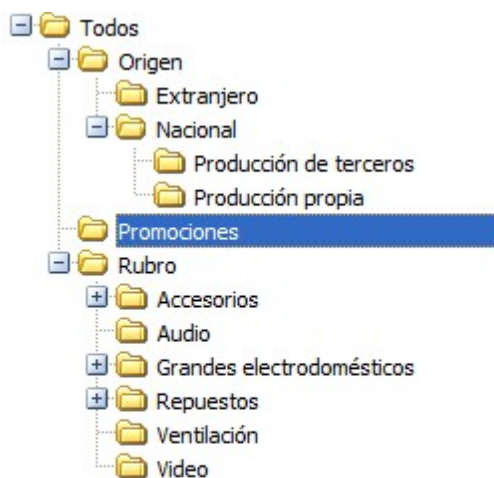 Todos
Origen
Extranjero
Nacional
Producción de terceros
Producción propia
Promociones
Rubro
Accesorios
Audio
Grandes electrodomésticos
Repuestos
Ventilación
Video